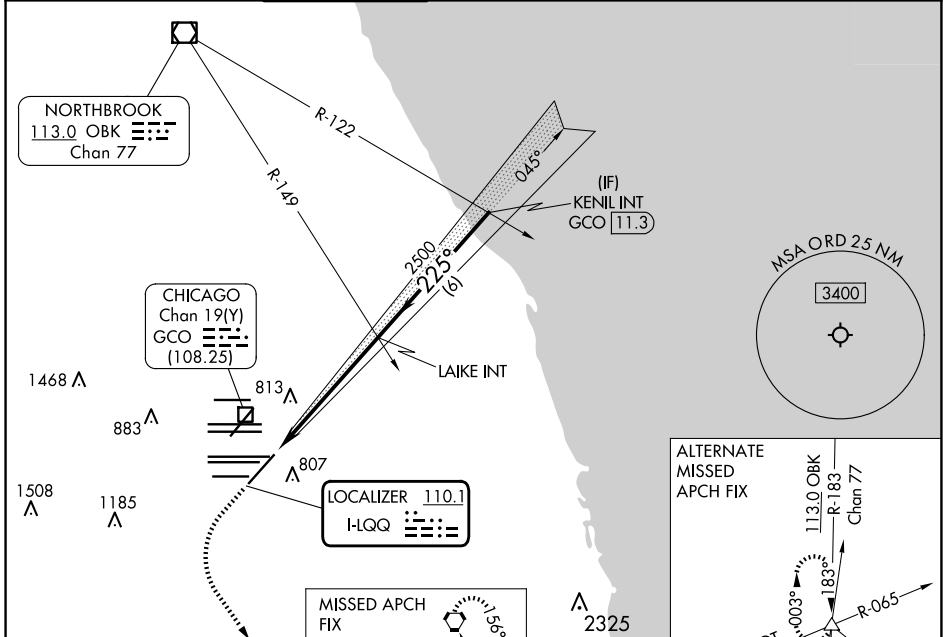 NORTHBROOK
113.0 OBK
Chan 77
R-122
R-149
045°
(IF)
KENIL INT
GCO 11.3
2500
225°
(6)
MSA ORD 25 NM
3400
CHICAGO
Chan 19(Y)
GCO
(108.25)
LAIKE INT
1468
813
883
807
1508
1185
LOCALIZER 110.1
I-LQQ
ALTERNATE
MISSED
APCH FIX
113.0 OBK
R-183
Chan 77
183°
003°
R-065
MISSED APCH
FIX
156°
2325